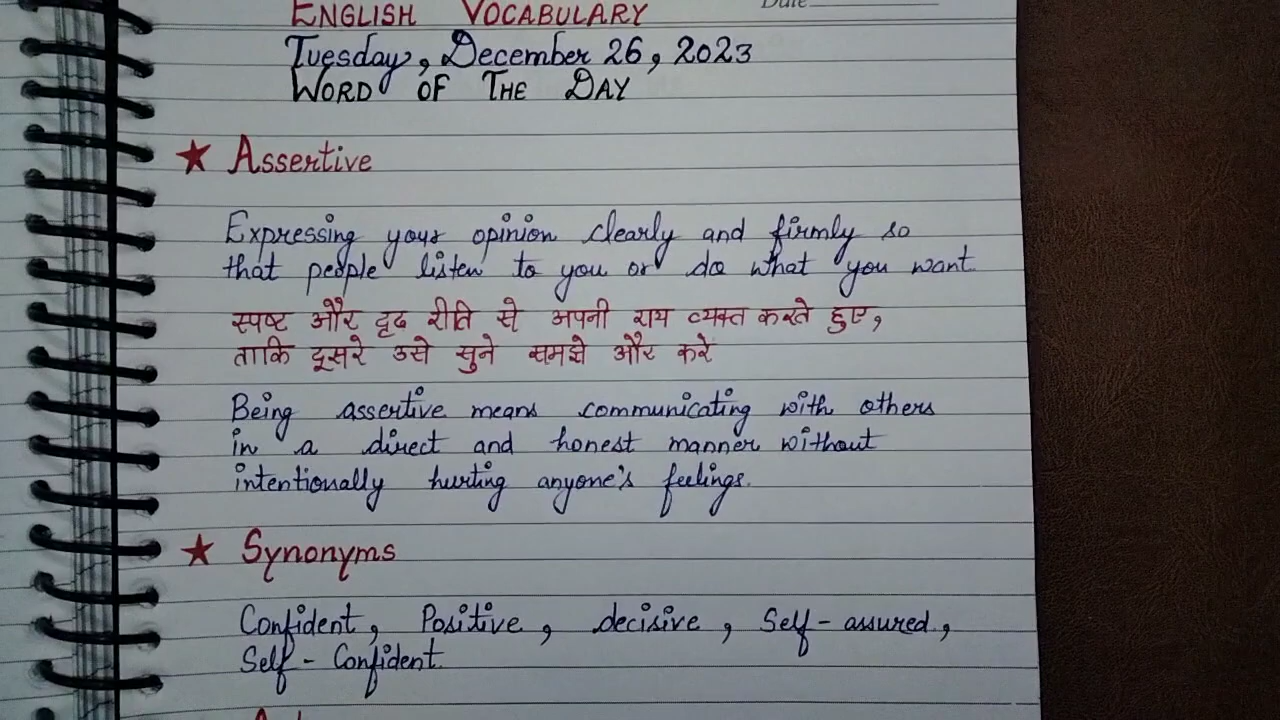 ENGLISH VOCABULARY
Date
Tuesday, December 26, 2023
WORD OF THE DAY
★ Assertive
Expressing your opinion clearly and firmly so
that people listen to you or do what you want
स्पष्ट और दृढ रीति से अपनी राय व्यक्त करते हुए,
ताकि दूसरे उसे सुने समझे और करे
Being assertive means communicating with others
in a direct and honest manner without
intentionally hurting anyone's feelings.
★ Synonyms
Confident, Positive, decisive, Self-assured,
Self-Confident.